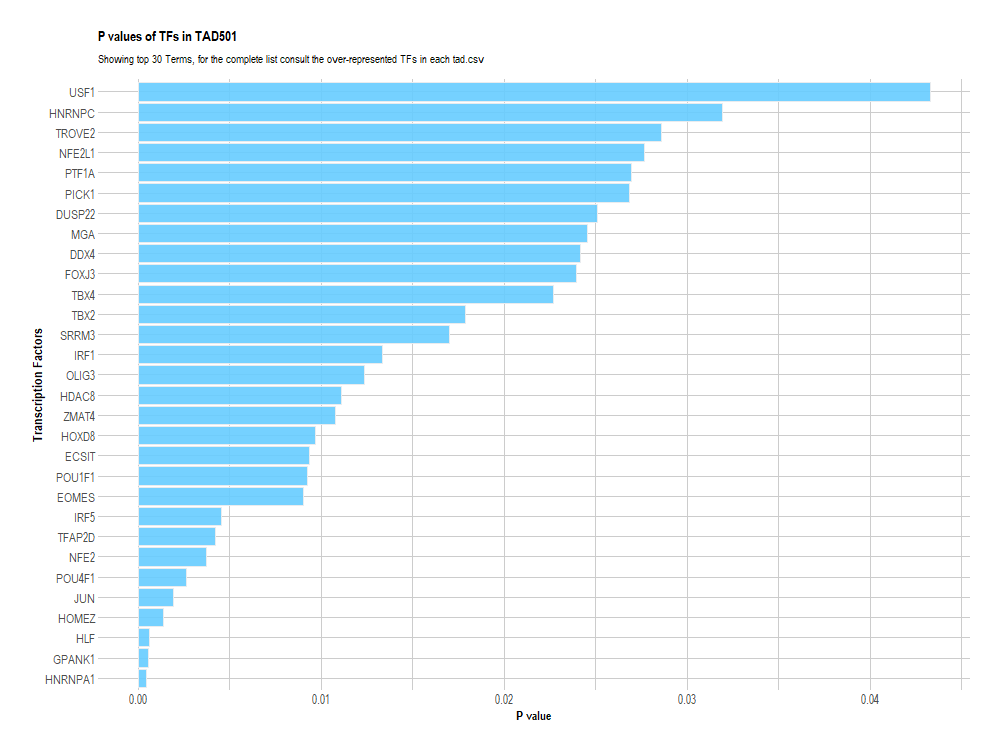 P values of TFs in TAD501
Showing top 30 Terms, for the complete list consult the over-represented TFs in each tad.csv
Transcription Factors
USF1
HNRNPC
TROVE2
NFE2L1
PTF1A
PICK1
DUSP22
MGA
DDX4
FOXJ3
TBX4
TBX2
SRRM3
IRF1
OLIG3
HDAC8
ZMAT4
HOXD8
ECSIT
POU1F1
EOMES
IRF5
TFAP2D
NFE2
POU4F1
JUN
HOMEZ
HLF
GPANK1
HNRNPA1
0.00 0.01 0.02 0.03 0.04
P value